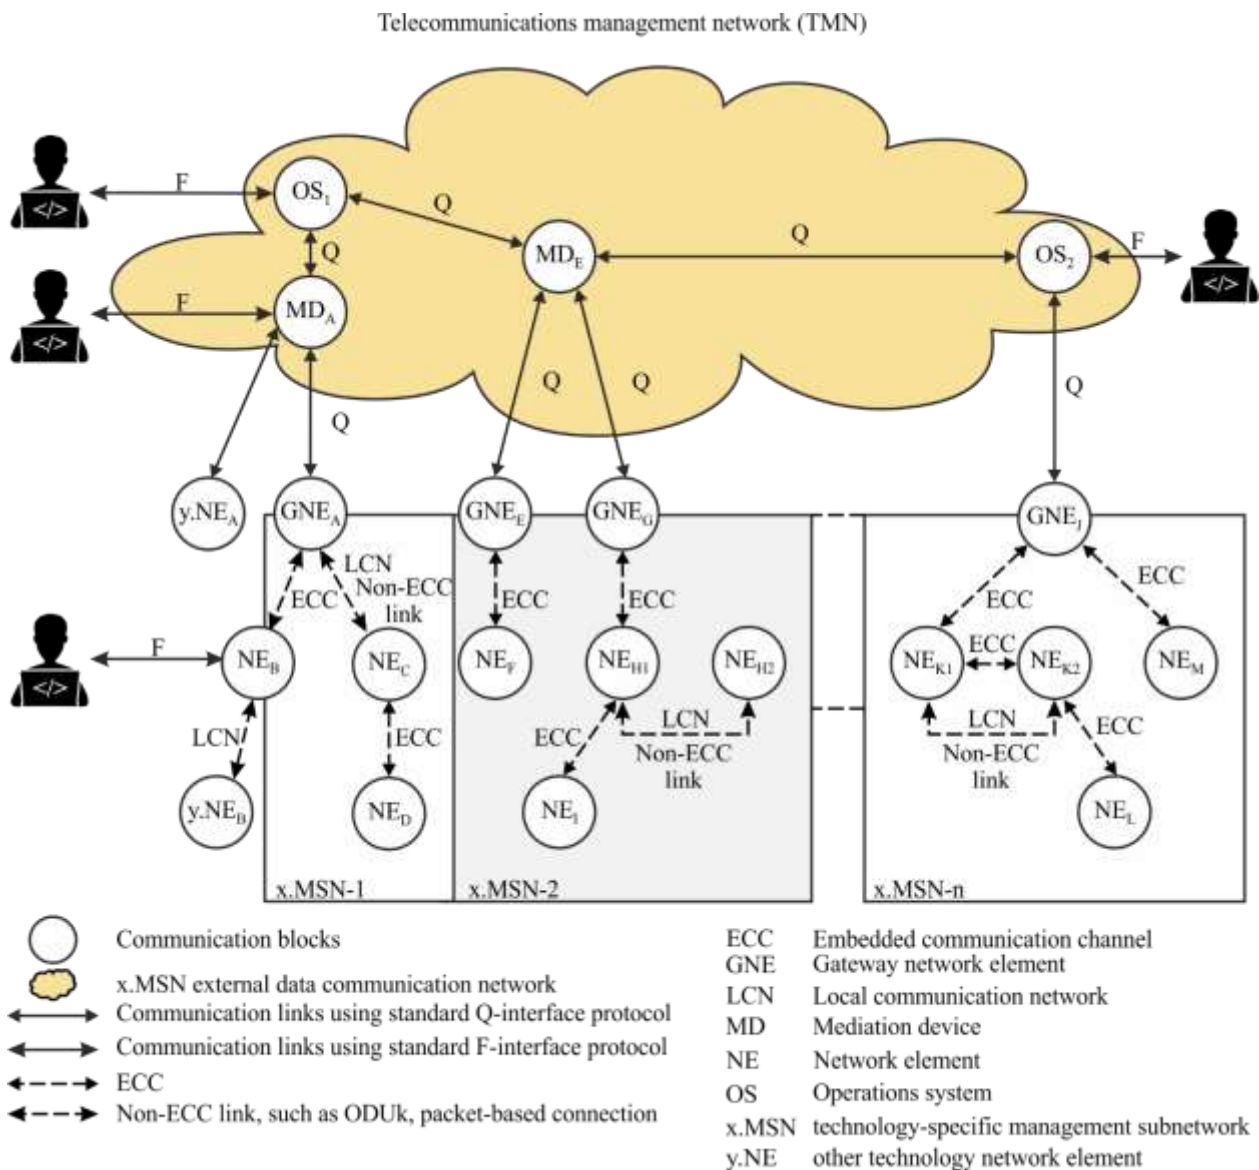 Telecommunications management network (TMN)
</>
F
OS1
Q
Q
MDE
Q
OS2
F
</>
</>
F
MDA
Q
Q
Q
Q
y.NEA
GNEA
GNEE
GNEG
GNEJ
LCN
Non-ECC
link
ECC
ECC
ECC
ECC
ECC
</>
F
NEB
NEC
NEF
NEH1
NEH2
NEK1
ECC
NEK2
NEM
LCN
ECC
ECC
LCN
Non-ECC
link
LCN
Non-ECC
link
ECC
y.NEB
NED
NEI
NEL
x.MSN-1
x.MSN-2
x.MSN-n
Communication blocks
x.MSN external data communication network
Communication links using standard Q-interface protocol
Communication links using standard F-interface protocol
ECC
Non-ECC link, such as ODUk, packet-based connection
ECC Embedded communication channel
GNE Gateway network element
LCN Local communication network
MD Mediation device
NE Network element
OS Operations system
x.MSN technology-specific management subnetwork
y.NE other technology network element